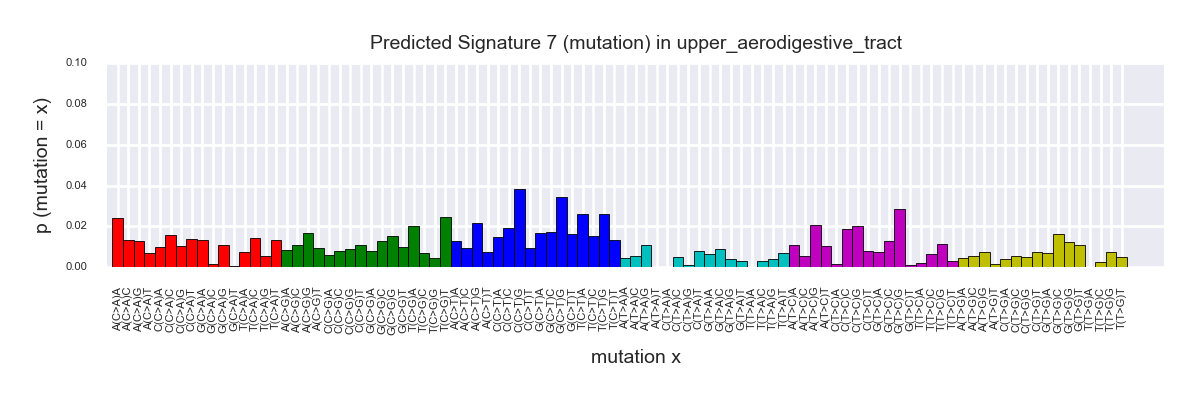 Predicted Signature 7 (mutation) in upper_aerodigestive_tract
p (mutation = x)
0.10
0.08
0.06
0.04
0.02
0.00
A(C>A)A
A(C>A)C
A(C>A)G
A(C>A)T
C(C>A)A
C(C>A)C
C(C>A)G
C(C>A)T
G(C>A)A
G(C>A)C
G(C>A)G
G(C>A)T
T(C>A)A
T(C>A)C
T(C>A)G
T(C>A)T
A(C>G)A
A(C>G)C
A(C>G)G
A(C>G)T
C(C>G)A
C(C>G)C
C(C>G)G
C(C>G)T
G(C>G)A
G(C>G)C
G(C>G)G
G(C>G)T
T(C>G)A
T(C>G)C
T(C>G)G
T(C>G)T
A(C>T)A
A(C>T)C
A(C>T)G
A(C>T)T
C(C>T)A
C(C>T)C
C(C>T)G
C(C>T)T
G(C>T)A
G(C>T)C
G(C>T)G
G(C>T)T
T(C>T)A
T(C>T)C
T(C>T)G
T(C>T)T
A(T>A)A
A(T>A)C
A(T>A)G
A(T>A)T
C(T>A)A
C(T>A)C
C(T>A)G
C(T>A)T
G(T>A)A
G(T>A)C
G(T>A)G
G(T>A)T
T(T>A)A
T(T>A)C
T(T>A)G
T(T>A)T
A(T>C)A
A(T>C)C
A(T>C)G
A(T>C)T
C(T>C)A
C(T>C)C
C(T>C)G
C(T>C)T
G(T>C)A
G(T>C)C
G(T>C)G
G(T>C)T
T(T>C)A
T(T>C)C
T(T>C)G
T(T>C)T
A(T>G)A
A(T>G)C
A(T>G)G
A(T>G)T
C(T>G)A
C(T>G)C
C(T>G)G
C(T>G)T
G(T>G)A
G(T>G)C
G(T>G)G
G(T>G)T
T(T>G)A
T(T>G)C
T(T>G)G
T(T>G)T
mutation x